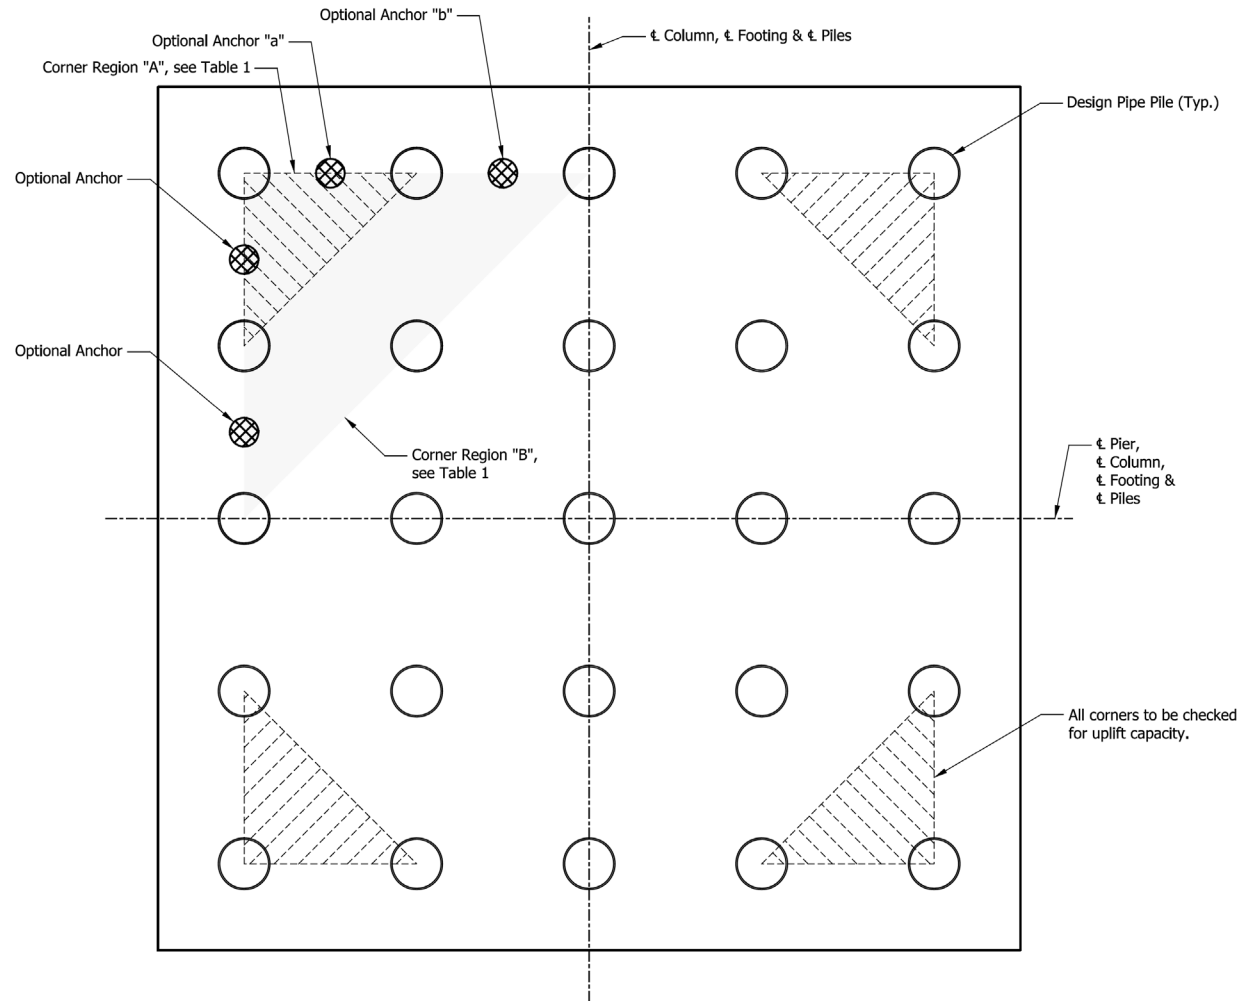 Optional Anchor "b"
℄ Column, ℄ Footing & ℄ Piles
Optional Anchor "a"
Corner Region "A", see Table 1
Design Pipe Pile (Typ.)
Optional Anchor
Optional Anchor
Corner Region "B",
see Table 1
℄ Pier,
℄ Column,
℄ Footing &
℄ Piles
All corners to be checked
for uplift capacity.